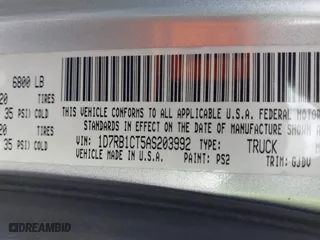 6800 LB
20 TIRES
35 PSI/ COLD
20 TIRES
35 PSI/ COLD
THIS VEHICLE CONFORMS TO ALL APPLICABLE U.S.A. FEDERAL MOTOR
STANDARDS IN EFFECT ON THE DATE OF
VIN: 1D7RB1CT5AS203992 TYPE: TRUCK
VEHICLE MADE IN U.S.A. PAINT: PS2 TRIM: GJDV
DREAMBID